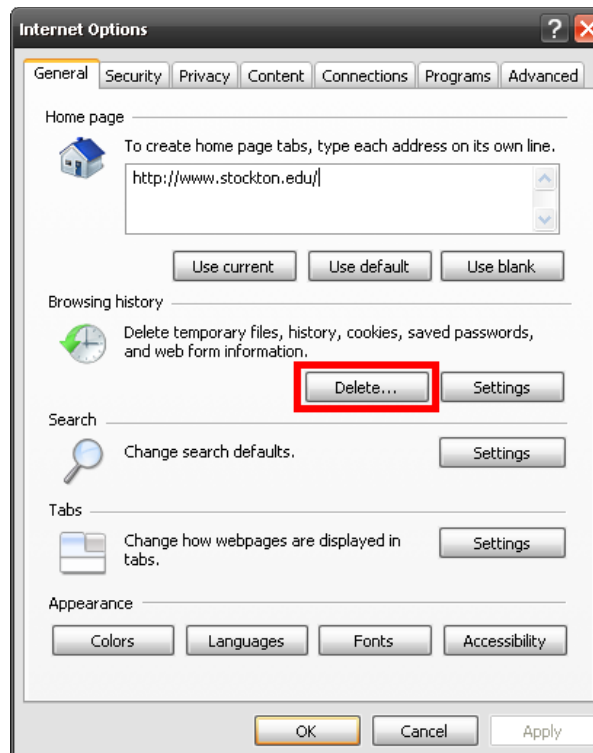 Internet Options
General Security Privacy Content Connections Programs Advanced
Home page
To create home page tabs, type each address on its own line.
http://www.stockton.edu/
Use current Use default Use blank
Browsing history
Delete temporary files, history, cookies, saved passwords,
and web form information.
Delete... Settings
Search
Change search defaults. Settings
Tabs
Change how webpages are displayed in
tabs.
Settings
Appearance
Colors Languages Fonts Accessibility
OK Cancel Apply